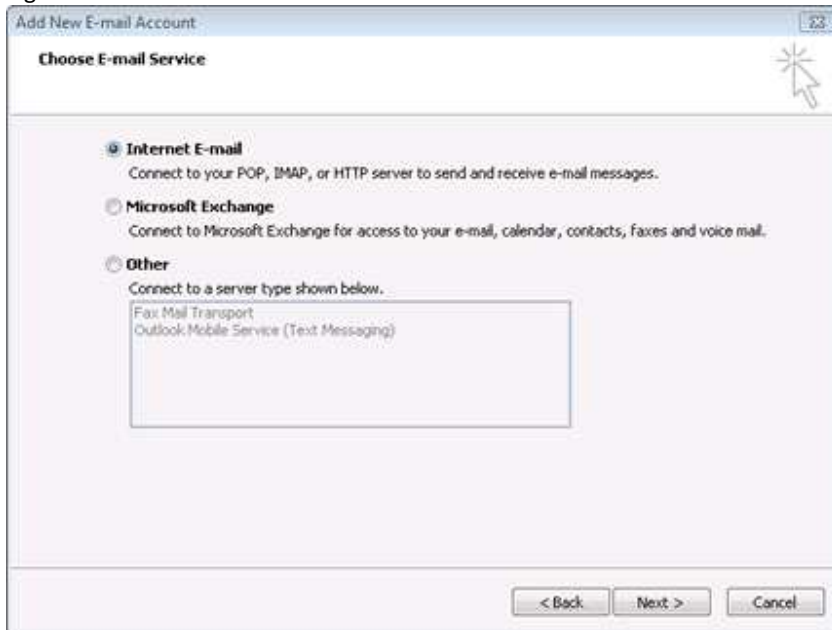 Add New E-mail Account
Choose E-mail Service
Internet E-mail
Connect to your POP, IMAP, or HTTP server to send and receive e-mail messages.
Microsoft Exchange
Connect to Microsoft Exchange for access to your e-mail, calendar, contacts, faxes and voice mail.
Other
Connect to a server type shown below.
Fax Mail Transport
Outlook Mobile Service (Text Messaging)
< Back Next > Cancel